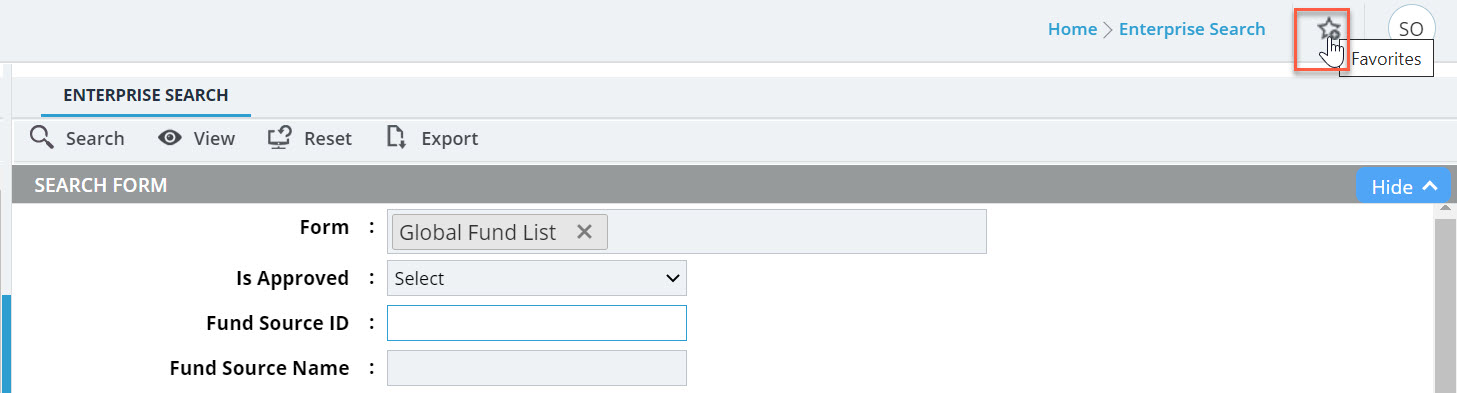 Home > Enterprise Search
SO
Favorites
ENTERPRISE SEARCH
Search View Reset Export
SEARCH FORM Hide
Form : Global Fund List ✕
Is Approved : Select
Fund Source ID :
Fund Source Name :